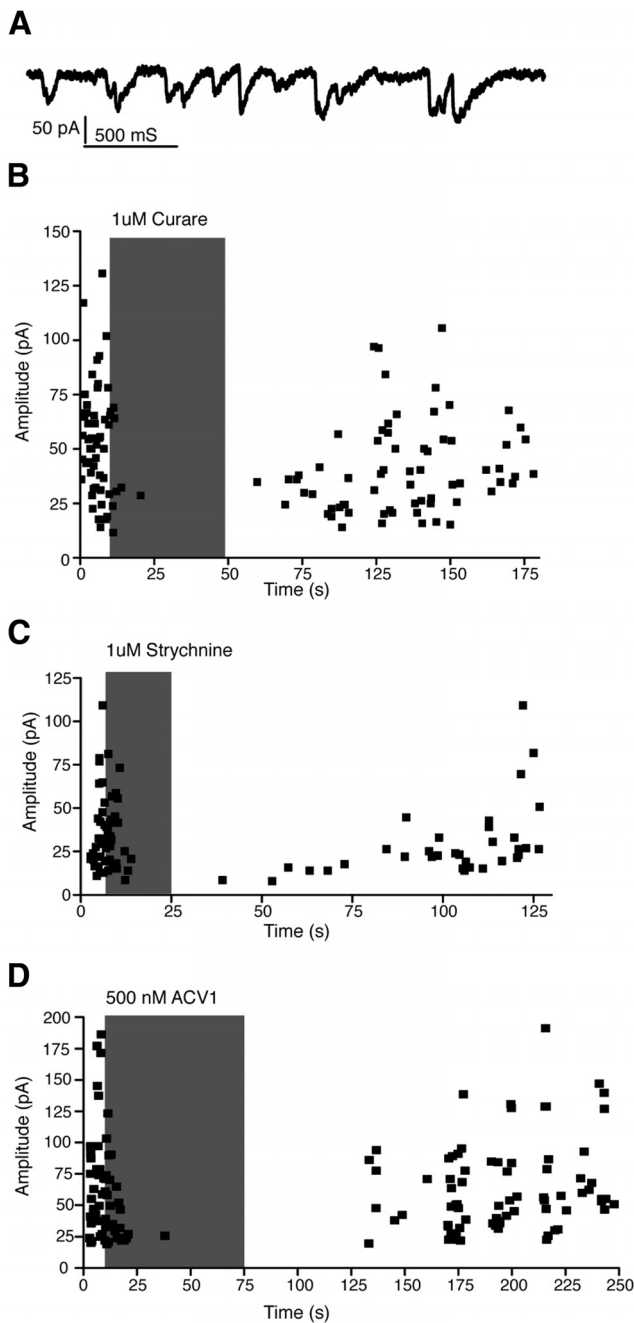 A
50 pA
500 mS
B
1uM Curare
150
125
100
75
50
25
0
Amplitude (pA)
0 25 50 75 125 150 175
Time (s)
C
1uM Strychnine
125
100
75
50
25
0
Amplitude (pA)
0 25 50 75 100 125
Time (s)
D
500 nM ACV1
200
175
150
125
100
75
50
25
0
Amplitude (pA)
0 25 50 75 100 125 150 175 200 225 250
Time (s)